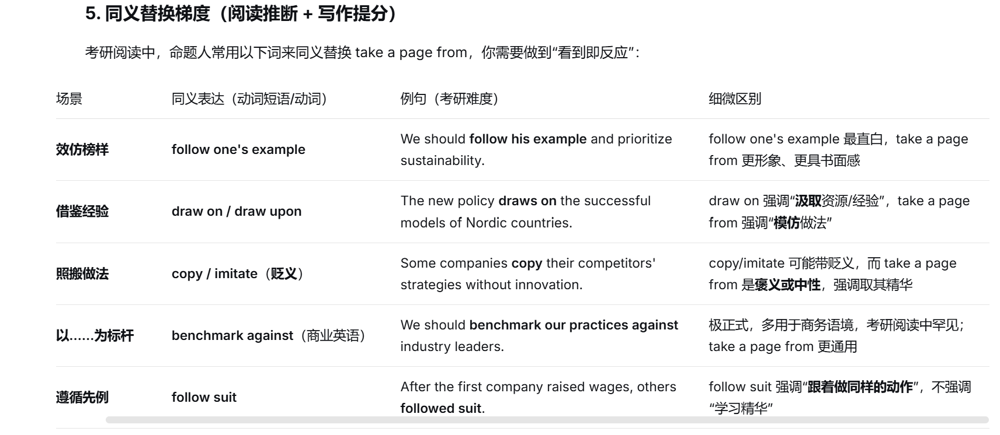 5. 同义替换梯度（阅读推断 + 写作提分）
考研阅读中，命题人常用以下词来同义替换 take a page from，你需要做到“看到即反应”：
场景
同义表达（动词短语/动词）
例句（考研难度）
细微区别
效仿榜样
follow one's example
We should follow his example and prioritize
sustainability.
follow one's example 最直白，take a page
from 更形象、更具书面感
借鉴经验
draw on / draw upon
The new policy draws on the successful
models of Nordic countries.
draw on 强调“汲取资源/经验”，take a page
from 强调“模仿做法”
照搬做法
copy / imitate（贬义）
Some companies copy their competitors'
strategies without innovation.
copy/imitate 可能带贬义，而 take a page
from 是褒义或中性，强调取其精华
以……为标杆
benchmark against（商业英语）
We should benchmark our practices against
industry leaders.
极正式，多用于商务语境，考研阅读中罕见；
take a page from 更通用
遵循先例
follow suit
After the first company raised wages, others
followed suit.
follow suit 强调“跟着做同样的动作”，不强调
“学习精华”